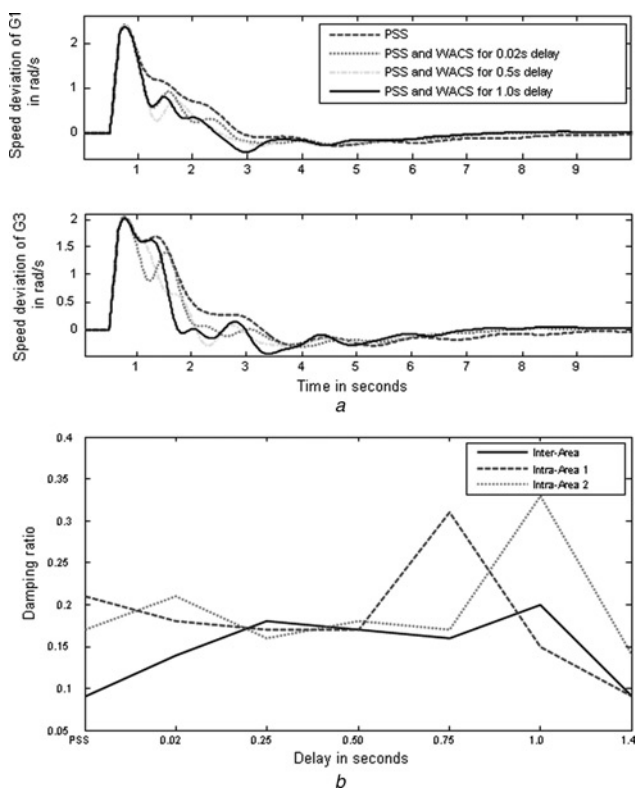 Speed deviation of G1
in rad/s
2
1
0
PSS
PSS and WACS for 0.02s delay
PSS and WACS for 0.5s delay
PSS and WACS for 1.0s delay
1 2 3 4 5 6 7 8 9
Speed deviation of G3
in rad/s
2
1.5
1
0.5
0
1 2 3 4 5 6 7 8 9
Time in seconds
a
Damping ratio
0.4
0.35
0.3
0.25
0.2
0.15
0.1
0.05
Inter-Area
Intra-Area 1
Intra-Area 2
PSS 0.02 0.25 0.50 0.75 1.0 1.4
Delay in seconds
b